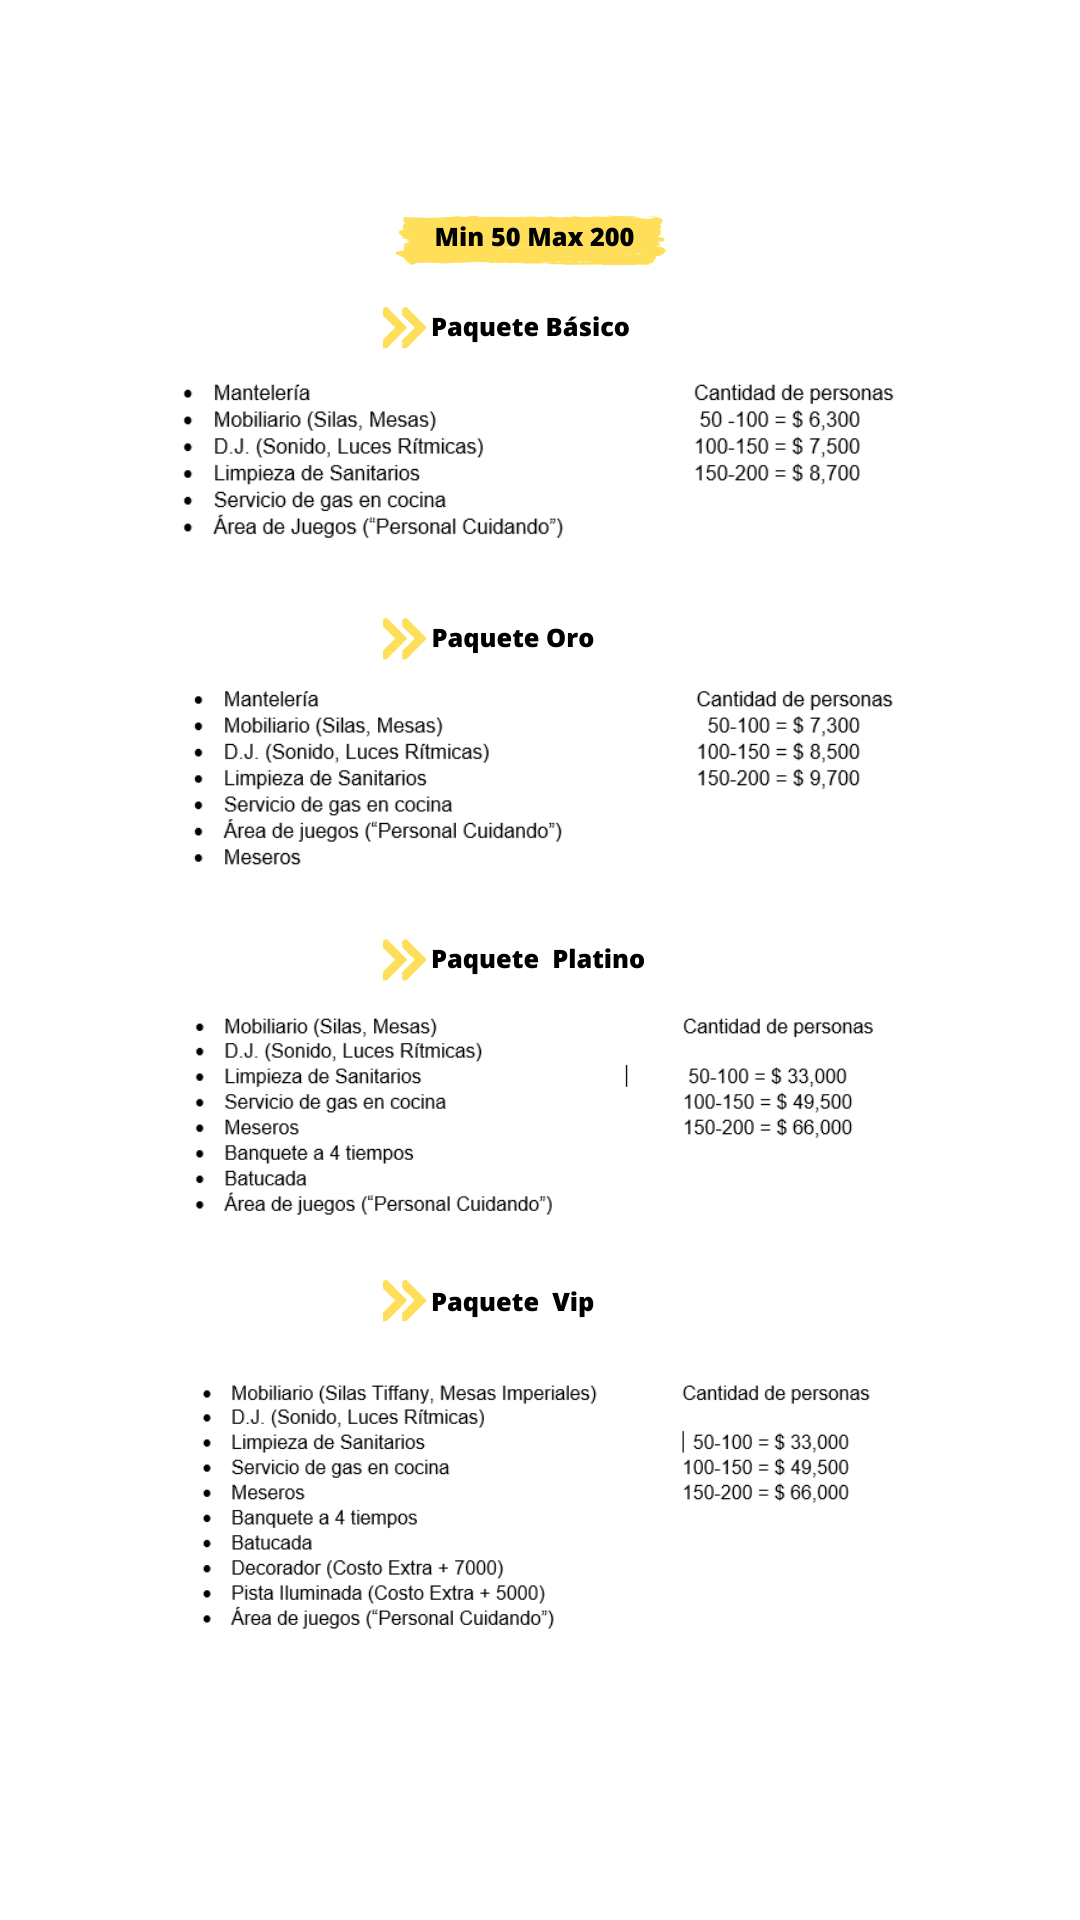 Min 50 Max 200
Paquete Básico
• Mantelería
• Mobiliario (Silas, Mesas)
• D.J. (Sonido, Luces Rítmicas)
• Limpieza de Sanitarios
• Servicio de gas en cocina
• Área de Juegos (“Personal Cuidando”)
Cantidad de personas
50 -100 = $ 6,300
100-150 = $ 7,500
150-200 = $ 8,700
Paquete Oro
• Mantelería
• Mobiliario (Silas, Mesas)
• D.J. (Sonido, Luces Rítmicas)
• Limpieza de Sanitarios
• Servicio de gas en cocina
• Área de juegos (“Personal Cuidando”)
• Meseros
Cantidad de personas
50-100 = $ 7,300
100-150 = $ 8,500
150-200 = $ 9,700
Paquete Platino
• Mobiliario (Silas, Mesas)
• D.J. (Sonido, Luces Rítmicas)
• Limpieza de Sanitarios
• Servicio de gas en cocina
• Meseros
• Banquete a 4 tiempos
• Batucada
• Área de juegos (“Personal Cuidando”)
Cantidad de personas
50-100 = $ 33,000
100-150 = $ 49,500
150-200 = $ 66,000
Paquete Vip
• Mobiliario (Silas Tiffany, Mesas Imperiales)
• D.J. (Sonido, Luces Rítmicas)
• Limpieza de Sanitarios
• Servicio de gas en cocina
• Meseros
• Banquete a 4 tiempos
• Batucada
• Decorador (Costo Extra + 7000)
• Pista Iluminada (Costo Extra + 5000)
• Área de juegos (“Personal Cuidando”)
Cantidad de personas
50-100 = $ 33,000
100-150 = $ 49,500
150-200 = $ 66,000